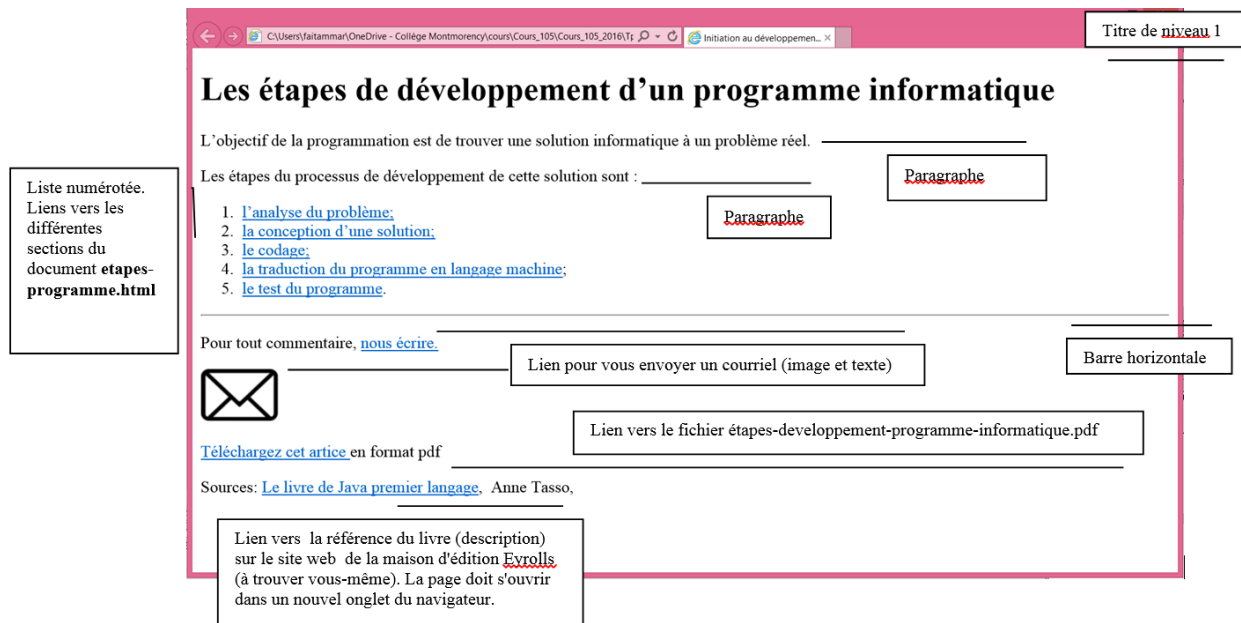 C:\Users\faitammar\OneDrive - Collège Montmorency\cours\Cours_105\Cours_105_2016\Tp
Initiation au développemen...
Titre de niveau 1
Les étapes de développement d’un programme informatique
L’objectif de la programmation est de trouver une solution informatique à un problème réel.
Paragraphe
Les étapes du processus de développement de cette solution sont :
Paragraphe
Liste numérotée.
Liens vers les
différentes
sections du
document etapes-
programme.html
1. l’analyse du problème;
2. la conception d’une solution;
3. le codage;
4. la traduction du programme en langage machine;
5. le test du programme.
Barre horizontale
Pour tout commentaire, nous écrire.
Lien pour vous envoyer un courriel (image et texte)
Lien vers le fichier étapes-developpement-programme-informatique.pdf
Téléchargez cet artice en format pdf
Sources: Le livre de Java premier langage, Anne Tasso,
Lien vers la référence du livre (description)
sur le site web de la maison d'édition Eyrolls
(à trouver vous-même). La page doit s'ouvrir
dans un nouvel onglet du navigateur.